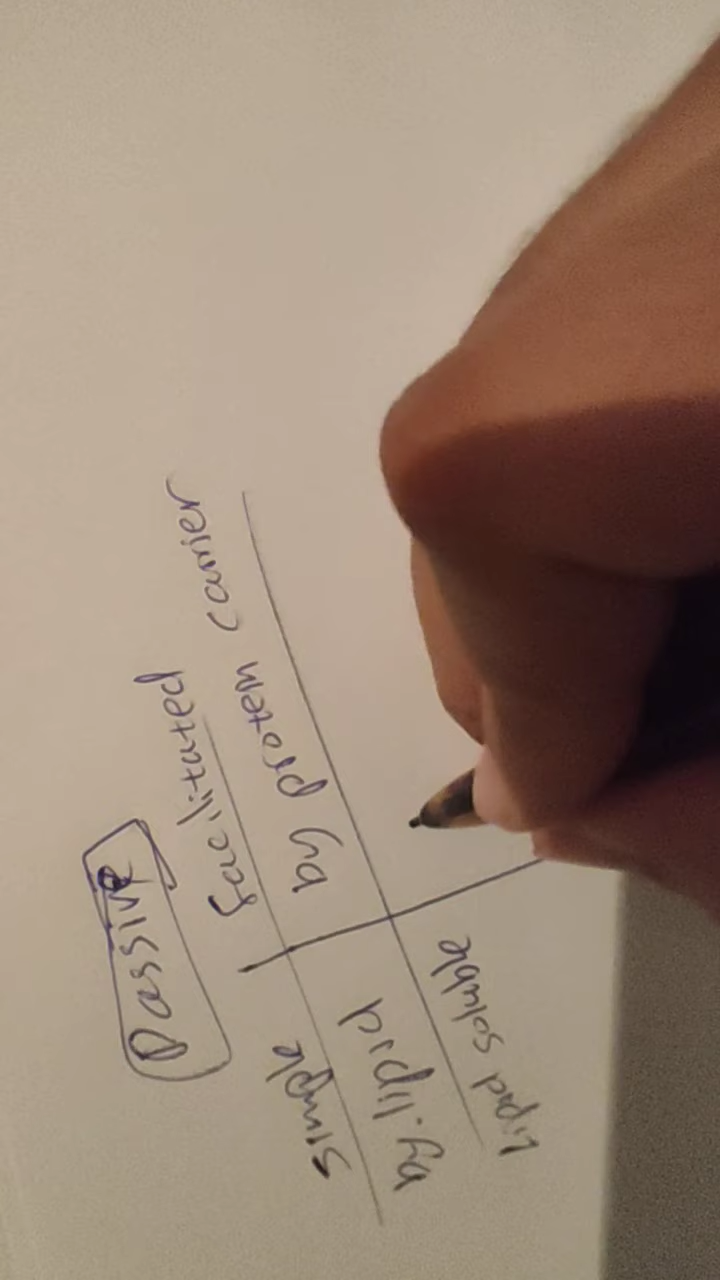 Passive
Simple facilitated
by lipid by protein carrier
Lipid soluble